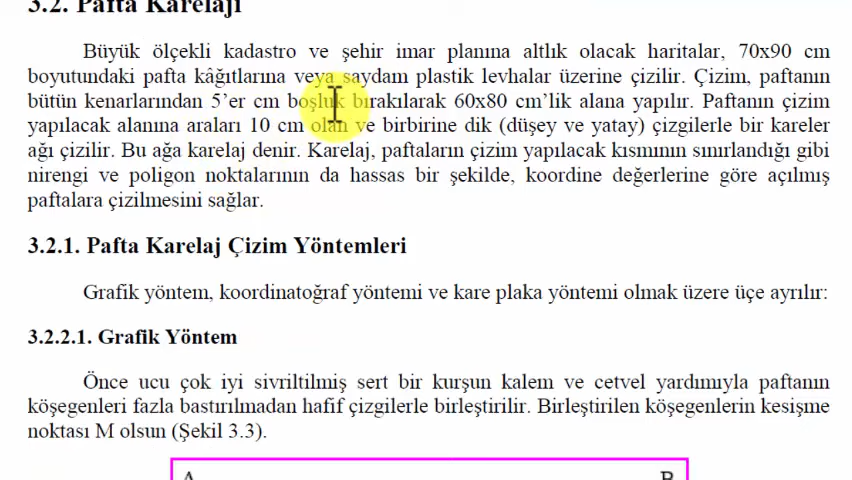 3.2. Pafta Karelajı
Büyük ölçekli kadastro ve şehir imar planına altlık olacak haritalar, 70x90 cm
boyutundaki pafta kâğıtlarına veya saydam plastik levhalar üzerine çizilir. Çizim, paftanın
bütün kenarlarından 5’er cm boşluk bırakılarak 60x80 cm’lik alana yapılır. Paftanın çizim
yapılacak alanına araları 10 cm olan ve birbirine dik (düşey ve yatay) çizgilerle bir kareler
ağı çizilir. Bu ağa karelaj denir. Karelaj, paftaların çizim yapılacak kısmının sınırlandığı gibi
nirengi ve poligon noktalarının da hassas bir şekilde, koordine değerlerine göre açılmış
paftalara çizilmesini sağlar.
3.2.1. Pafta Karelaj Çizim Yöntemleri
Grafik yöntem, koordinatoğraf yöntemi ve kare plaka yöntemi olmak üzere üçe ayrılır:
3.2.2.1. Grafik Yöntem
Önce ucu çok iyi sivriltilmiş sert bir kurşun kalem ve cetvel yardımıyla paftanın
köşegenleri fazla bastırılmadan hafif çizgilerle birleştirilir. Birleştirilen köşegenlerin kesişme
noktası M olsun (Şekil 3.3).
A B